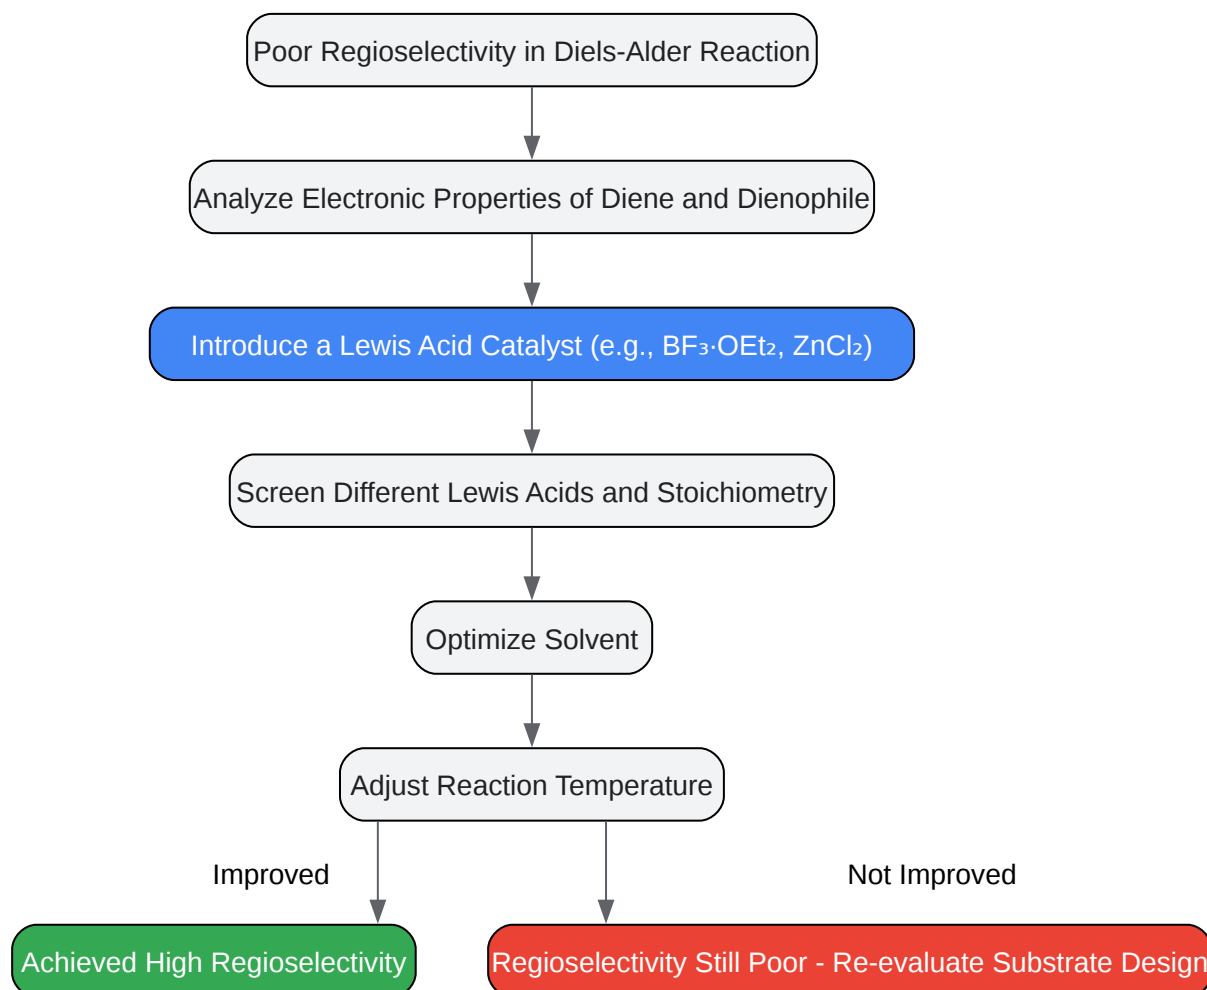 Poor Regioselectivity in Diels-Alder Reaction
Analyze Electronic Properties of Diene and Dienophile
Introduce a Lewis Acid Catalyst (e.g., BF₃·OEt₂, ZnCl₂)
Screen Different Lewis Acids and Stoichiometry
Optimize Solvent
Adjust Reaction Temperature
Improved
Not Improved
Achieved High Regioselectivity
Regioselectivity Still Poor - Re-evaluate Substrate Design